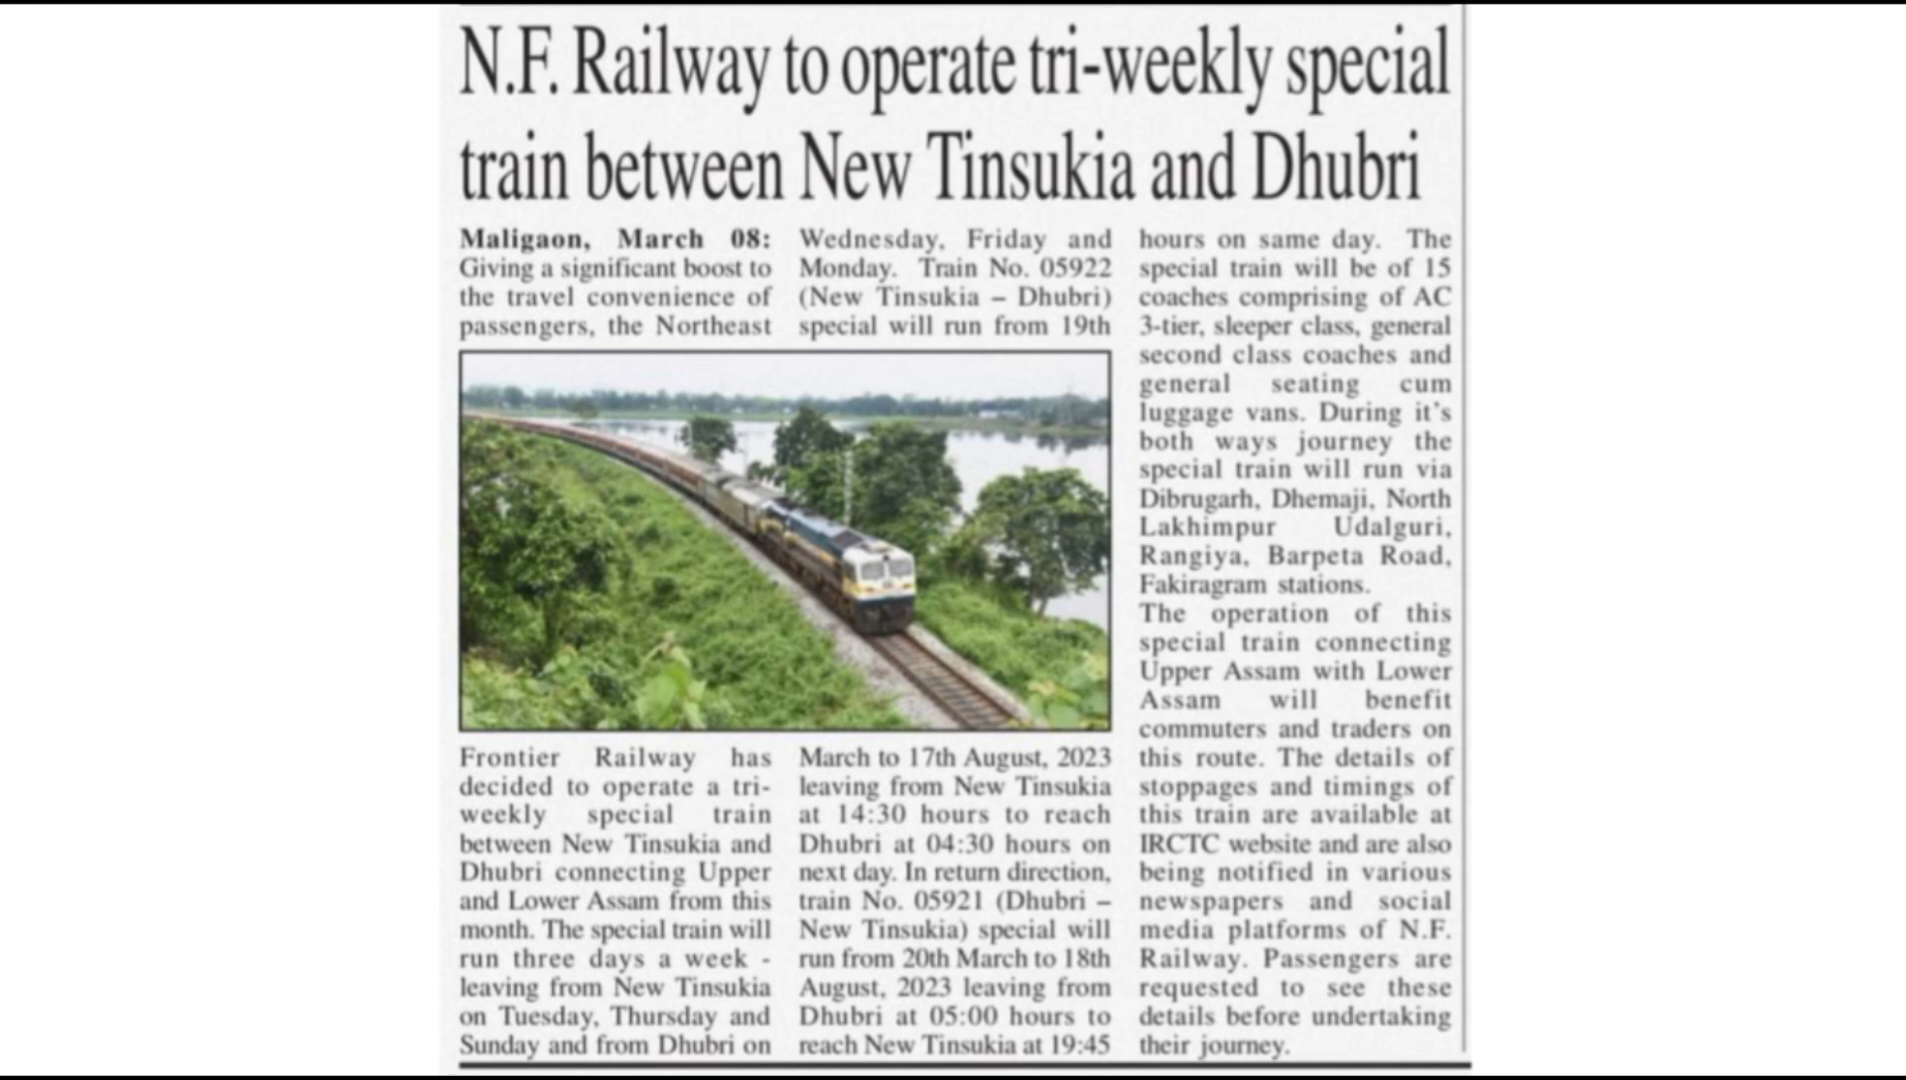 N.F. Railway to operate tri-weekly special
train between New Tinsukia and Dhubri
Maligaon, March 08:
Giving a significant boost to
the travel convenience of
passengers, the Northeast
Frontier Railway has
decided to operate a tri-
weekly special train
between New Tinsukia and
Dhubri connecting Upper
and Lower Assam from this
month. The special train will
run three days a week -
leaving from New Tinsukia
on Tuesday, Thursday and
Sunday and from Dhubri on
Wednesday, Friday and
Monday. Train No. 05922
(New Tinsukia – Dhubri)
special will run from 19th
March to 17th August, 2023
leaving from New Tinsukia
at 14:30 hours to reach
Dhubri at 04:30 hours on
next day. In return direction,
train No. 05921 (Dhubri –
New Tinsukia) special will
run from 20th March to 18th
August, 2023 leaving from
Dhubri at 05:00 hours to
reach New Tinsukia at 19:45
hours on same day. The
special train will be of 15
coaches comprising of AC
3-tier, sleeper class, general
second class coaches and
general seating cum
luggage vans. During it's
both ways journey the
special train will run via
Dibrugarh, Dhemaji, North
Lakhimpur Udalguri,
Rangiya, Barpeta Road,
Fakiragram stations.
The operation of this
special train connecting
Upper Assam with Lower
Assam will benefit
commuters and traders on
this route. The details of
stoppages and timings of
this train are available at
IRCTC website and are also
being notified in various
newspapers and social
media platforms of N.F.
Railway. Passengers are
requested to see these
details before undertaking
their journey.